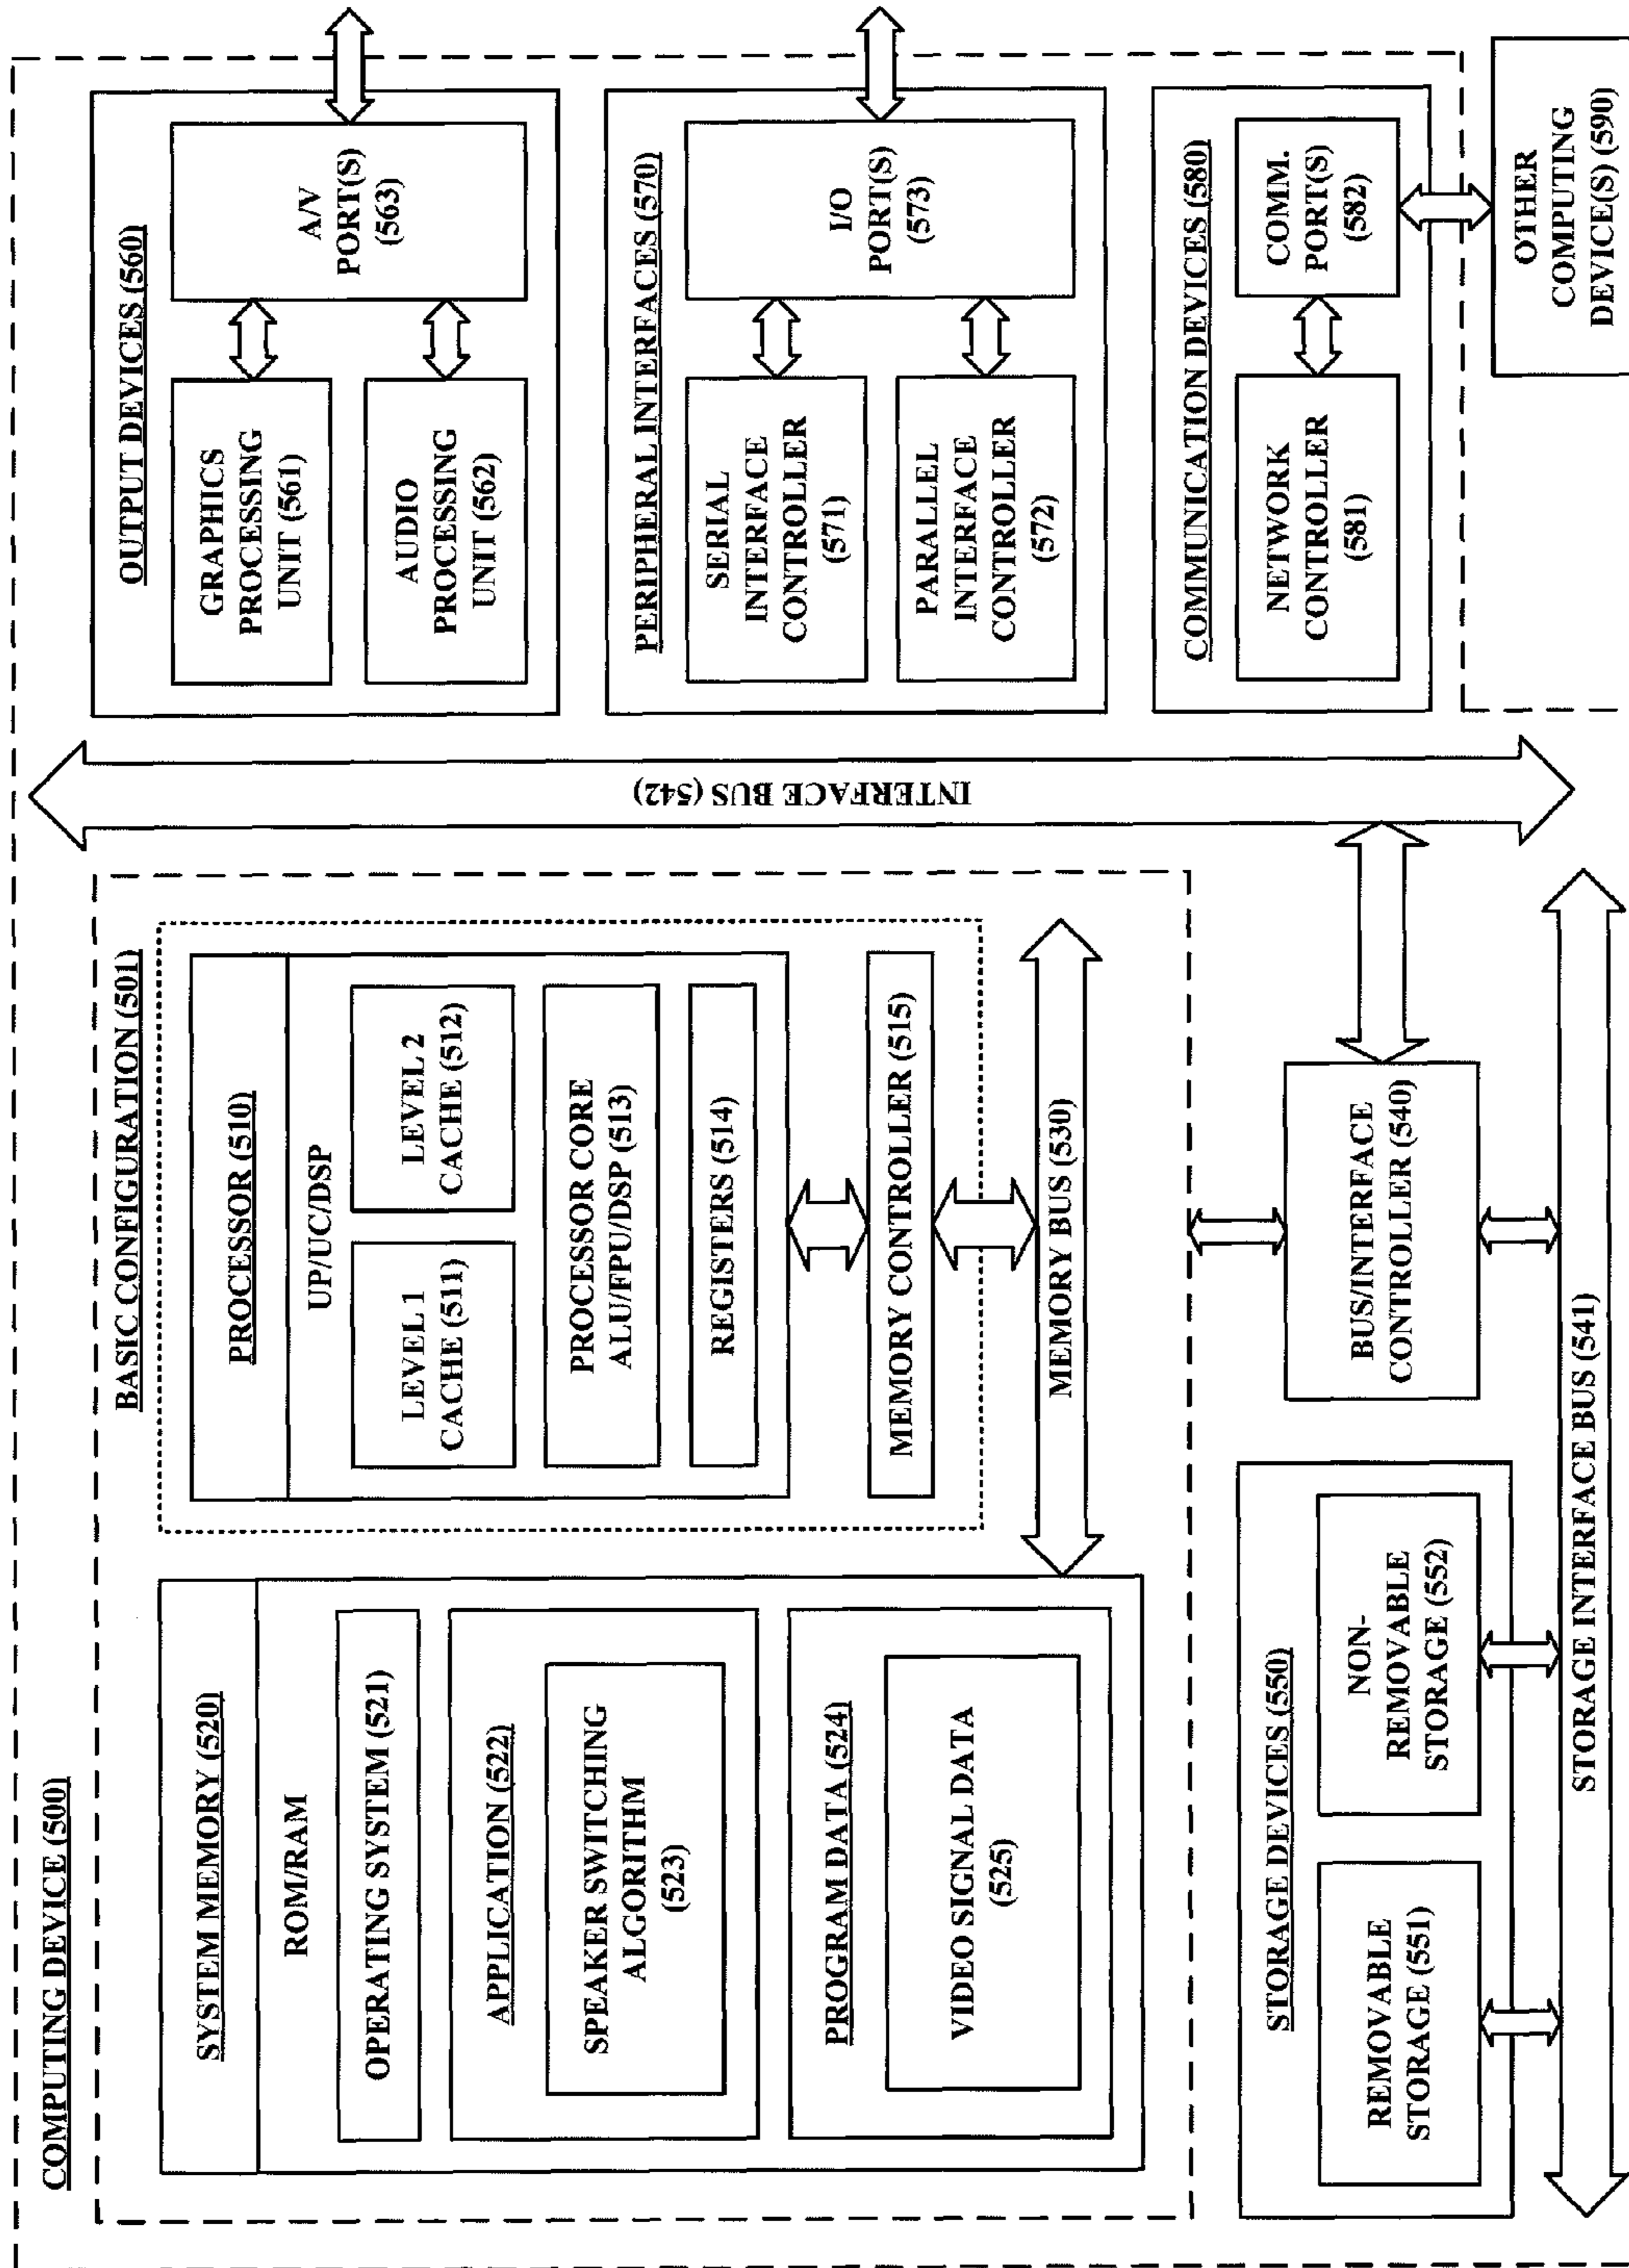 COMPUTING DEVICE (500)
BASIC CONFIGURATION (501)
SYSTEM MEMORY (520)
ROM/RAM
OPERATING SYSTEM (521)
APPLICATION (522)
SPEAKER SWITCHING
ALGORITHM
(523)
PROGRAM DATA (524)
VIDEO SIGNAL DATA
(525)
PROCESSOR (510)
UP/UC/DSP
LEVEL 1
CACHE (511)
LEVEL 2
CACHE (512)
PROCESSOR CORE
ALU/FPU/DSP (513)
REGISTERS (514)
MEMORY CONTROLLER (515)
MEMORY BUS (530)
BUS/INTERFACE
CONTROLLER (540)
STORAGE DEVICES (550)
REMOVABLE
STORAGE (551)
NON-
REMOVABLE
STORAGE (552)
STORAGE INTERFACE BUS (541)
INTERFACE BUS (542)
OUTPUT DEVICES (560)
GRAPHICS
PROCESSING
UNIT (561)
AUDIO
PROCESSING
UNIT (562)
A/V
PORT(S)
(563)
PERIPHERAL INTERFACES (570)
SERIAL
INTERFACE
CONTROLLER
(571)
PARALLEL
INTERFACE
CONTROLLER
(572)
I/O
PORT(S)
(573)
COMMUNICATION DEVICES (580)
NETWORK
CONTROLLER
(581)
COMM.
PORT(S)
(582)
OTHER
COMPUTING
DEVICE(S) (590)